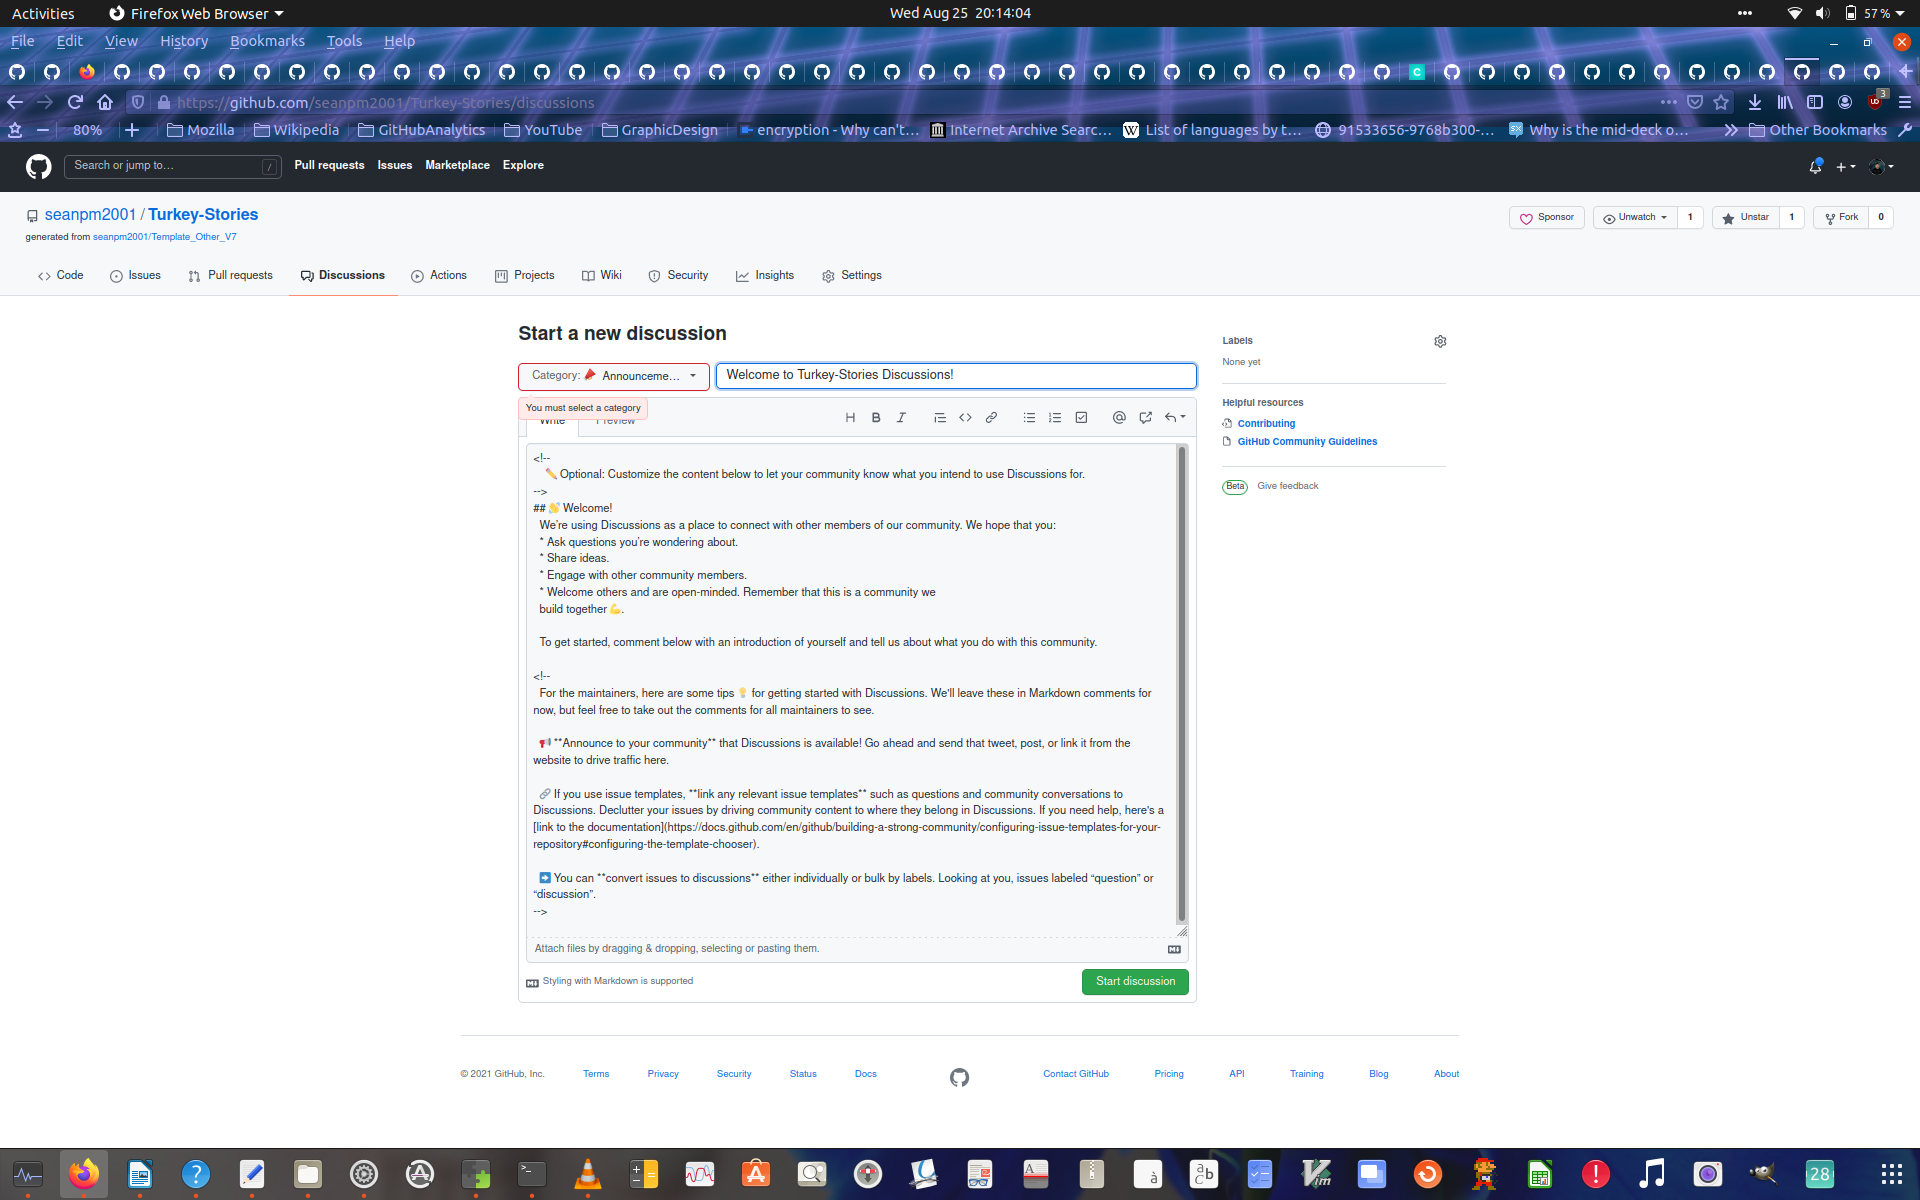 Activities
Firefox Web Browser
Wed Aug 25 20:14:04
57 %
File Edit View History Bookmarks Tools Help
https://github.com/seanpm2001/Turkey-Stories/discussions
3
80%
Mozilla
Wikipedia
GitHubAnalytics
YouTube
GraphicDesign
encryption - Why can't…
Internet Archive Searc…
List of languages by t…
91533656-9768b300-…
Why is the mid-deck o…
Other Bookmarks
Search or jump to…
/
Pull requests
Issues
Marketplace
Explore
seanpm2001 / Turkey-Stories
generated from seanpm2001/Template_Other_V7
Sponsor
Unwatch 1
Unstar 1
Fork 0
Code
Issues
Pull requests
Discussions
Actions
Projects
Wiki
Security
Insights
Settings
Start a new discussion
Category: Announceme…
Welcome to Turkey-Stories Discussions!
You must select a category
Write
Preview
<!--
✏️ Optional: Customize the content below to let your community know what you intend to use Discussions for.
-->
## 👋 Welcome!
We're using Discussions as a place to connect with other members of our community. We hope that you:
* Ask questions you're wondering about.
* Share ideas.
* Engage with other community members.
* Welcome others and are open-minded. Remember that this is a community we
build together 💪.
To get started, comment below with an introduction of yourself and tell us about what you do with this community.
<!--
For the maintainers, here are some tips 💡 for getting started with Discussions. We'll leave these in Markdown comments for
now, but feel free to take out the comments for all maintainers to see.
📢 **Announce to your community** that Discussions is available! Go ahead and send that tweet, post, or link it from the
website to drive traffic here.
🔗 If you use issue templates, **link any relevant issue templates** such as questions and community conversations to
Discussions. Declutter your issues by driving community content to where they belong in Discussions. If you need help, here's a
[link to the documentation](https://docs.github.com/en/github/building-a-strong-community/configuring-issue-templates-for-your-
repository#configuring-the-template-chooser).
➡️ You can **convert issues to discussions** either individually or bulk by labels. Looking at you, issues labeled “question” or
“discussion”.
-->
Attach files by dragging & dropping, selecting or pasting them.
Styling with Markdown is supported
Start discussion
Labels
None yet
Helpful resources
Contributing
GitHub Community Guidelines
Beta Give feedback
© 2021 GitHub, Inc.
Terms
Privacy
Security
Status
Docs
Contact GitHub
Pricing
API
Training
Blog
About
28